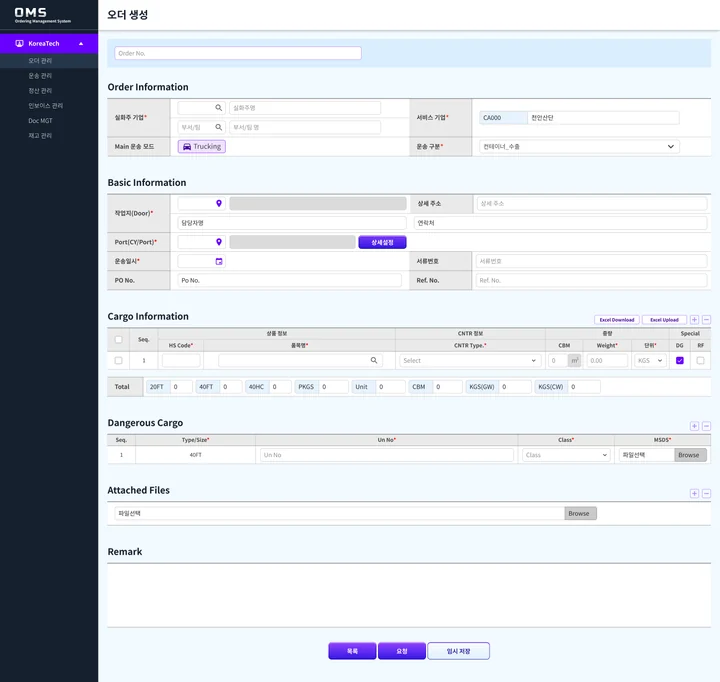 OMS
Ordering Management System
KoreaTech
오더 관리
운송 관리
정산 관리
인보이스 관리
Doc MGT
재고 관리
오더 생성
Order No.
Order Information
실화주 기업* 실화주명 서비스 기업* CA000 천안산단
부서/팀 부서/팀 명
Main 운송 모드 Trucking 운송 구분* 컨테이너_수출
Basic Information
작업지(Door)* 상세 주소 상세 주소
담당자명 연락처
Port(CY/Port)* 상세설정
운송일시* 서류번호 서류번호
PO No. Po No. Ref. No. Ref. No.
Cargo Information Excel Download Excel Upload + −
Seq. 상품 정보 CNTR 정보 중량 Special
HS Code* 품목명* CNTR Type.* CBM Weight* 단위* DG RF
1 Select 0 m³ 0.00 KGS
Total 20FT 0 40FT 0 40HC 0 PKGS 0 Unit 0 CBM 0 KGS(GW) 0 KGS(CW) 0
Dangerous Cargo + −
Seq. Type/Size* Un No* Class* MSDS*
1 40FT Un No Class 파일선택 Browse
Attached Files + −
파일선택 Browse
Remark
목록 요청 임시 저장